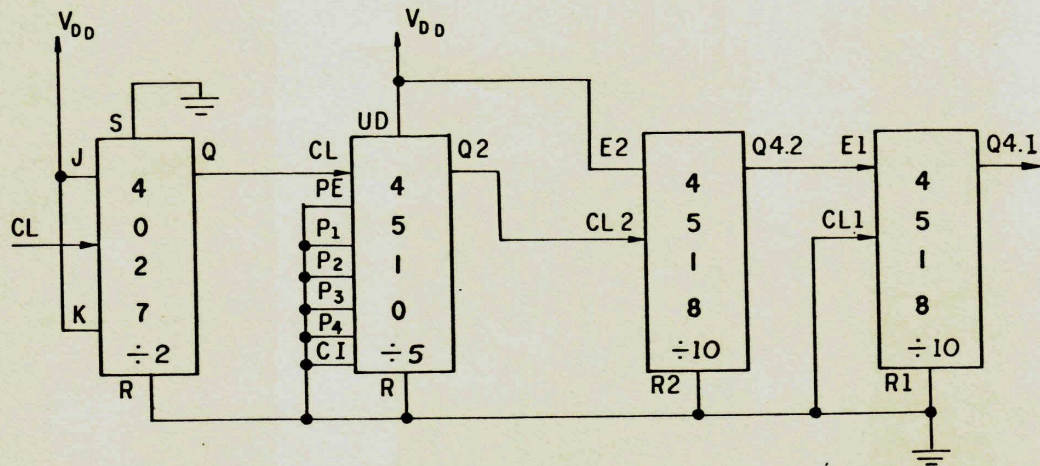 VDD
S
J
Q
CL
K
4
0
2
7
÷2
R
VDD
UD
CL
PE
P1
P2
P3
P4
CI
Q2
4
5
1
0
÷5
R
E2
CL2
Q4.2
4
5
1
8
÷10
R2
E1
CL1
Q4.1
4
5
1
8
÷10
R1